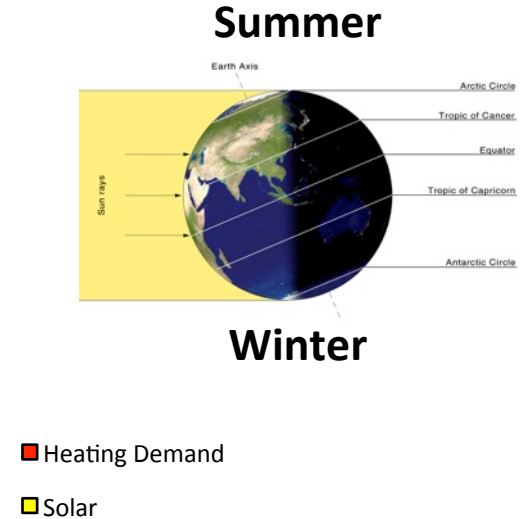 Summer
Earth Axis
Arctic Circle
Tropic of Cancer
Equator
Sun rays
Tropic of Capricorn
Antarctic Circle
Winter
Heating Demand
Solar